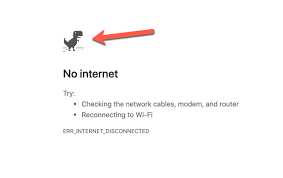 No internet
Try:
• Checking the network cables, modem, and router
• Reconnecting to Wi-Fi
ERR_INTERNET_DISCONNECTED